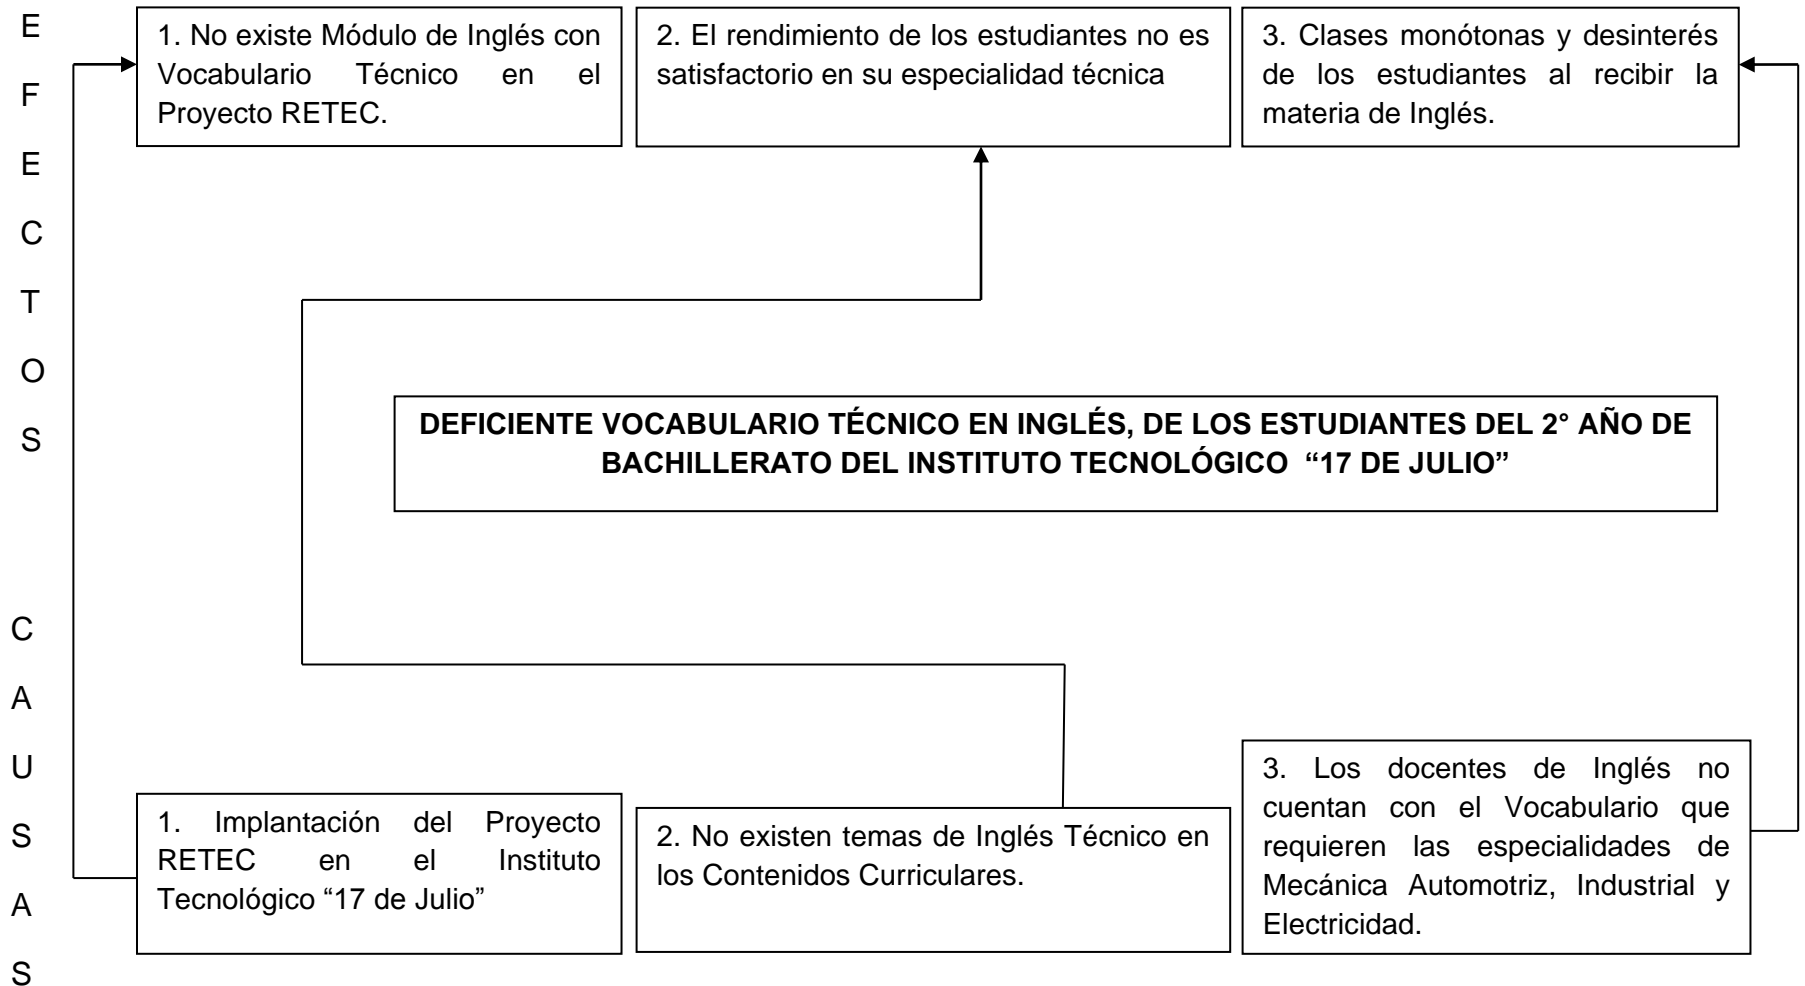 E
F
E
C
T
O
S
1. No existe Módulo de Inglés con
Vocabulario Técnico en el
Proyecto RETEC.
2. El rendimiento de los estudiantes no es
satisfactorio en su especialidad técnica
3. Clases monótonas y desinterés
de los estudiantes al recibir la
materia de Inglés.
DEFICIENTE VOCABULARIO TÉCNICO EN INGLÉS, DE LOS ESTUDIANTES DEL 2° AÑO DE
BACHILLERATO DEL INSTITUTO TECNOLÓGICO “17 DE JULIO”
C
A
U
S
A
S
1. Implantación del Proyecto
RETEC en el Instituto
Tecnológico “17 de Julio”
2. No existen temas de Inglés Técnico en
los Contenidos Curriculares.
3. Los docentes de Inglés no
cuentan con el Vocabulario que
requieren las especialidades de
Mecánica Automotriz, Industrial y
Electricidad.